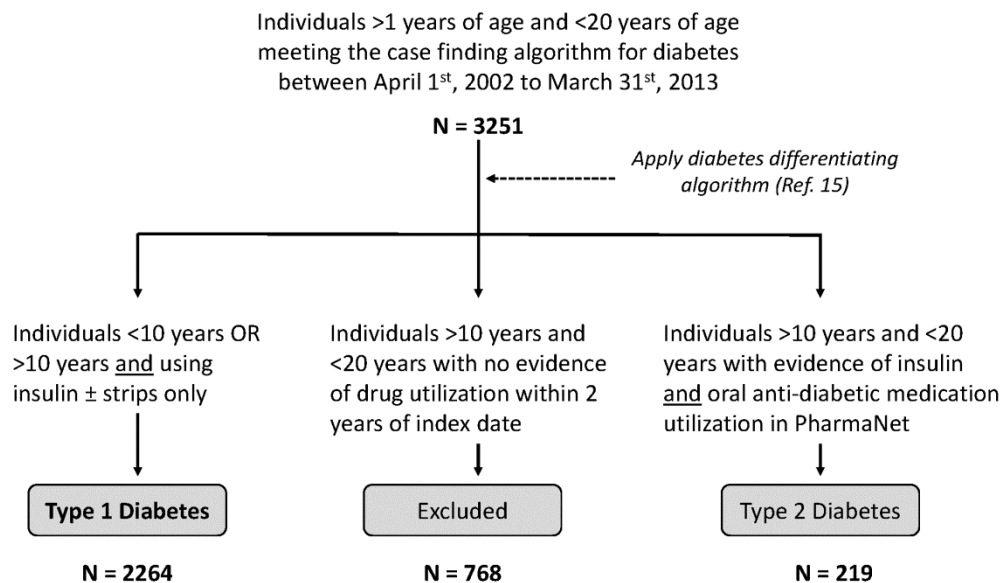 Individuals >1 years of age and <20 years of age
meeting the case finding algorithm for diabetes
between April 1st, 2002 to March 31st, 2013
N = 3251
Apply diabetes differentiating
algorithm (Ref. 15)
Individuals <10 years OR
>10 years and using
insulin ± strips only
Individuals >10 years and
<20 years with no evidence
of drug utilization within 2
years of index date
Individuals >10 years and <20
years with evidence of insulin
and oral anti-diabetic medication
utilization in PharmaNet
Type 1 Diabetes
Excluded
Type 2 Diabetes
N = 2264
N = 768
N = 219